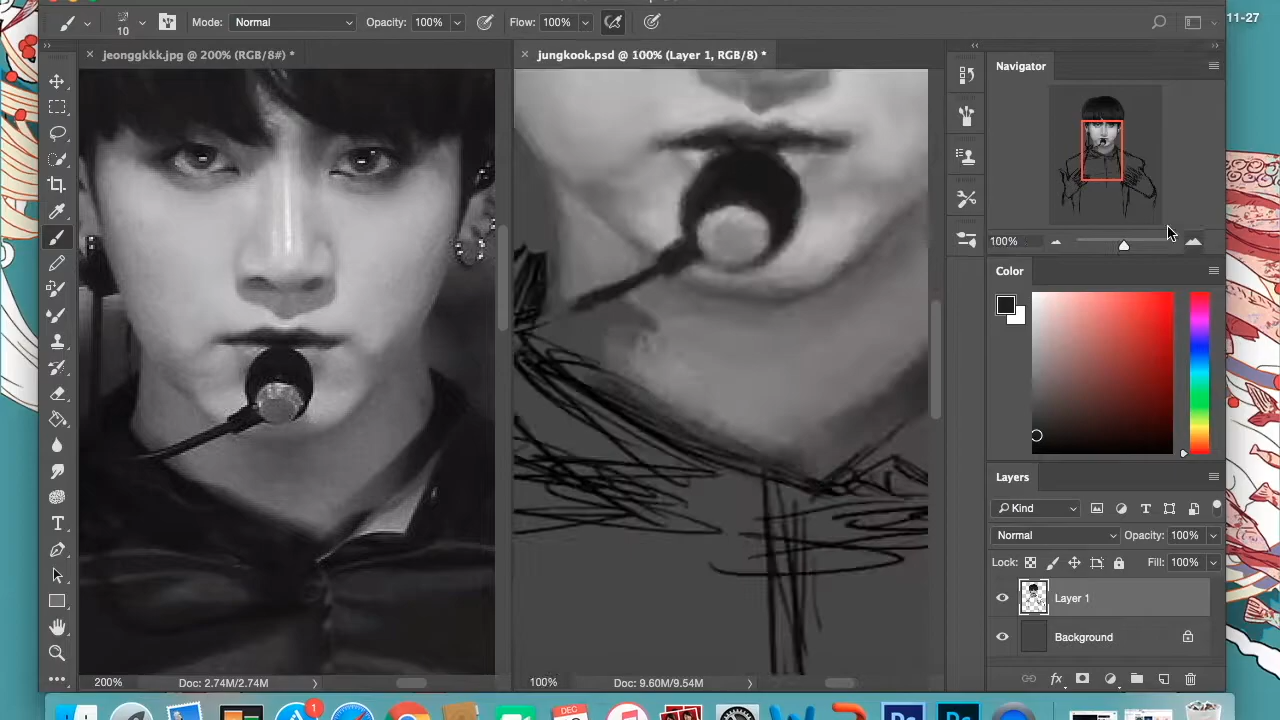 11-27
10
Mode:
Normal
Opacity:
100%
Flow:
100%
jeonggkkk.jpg @ 200% (RGB/8#) *
jungkook.psd @ 100% (Layer 1, RGB/8) *
Navigator
100%
Color
Layers
Kind
Normal
Opacity:
100%
Lock:
Fill:
100%
Layer 1
Background
T
200%
Doc: 2.74M/2.74M
100%
Doc: 9.60M/9.54M
DEC
1
Ps
Ps